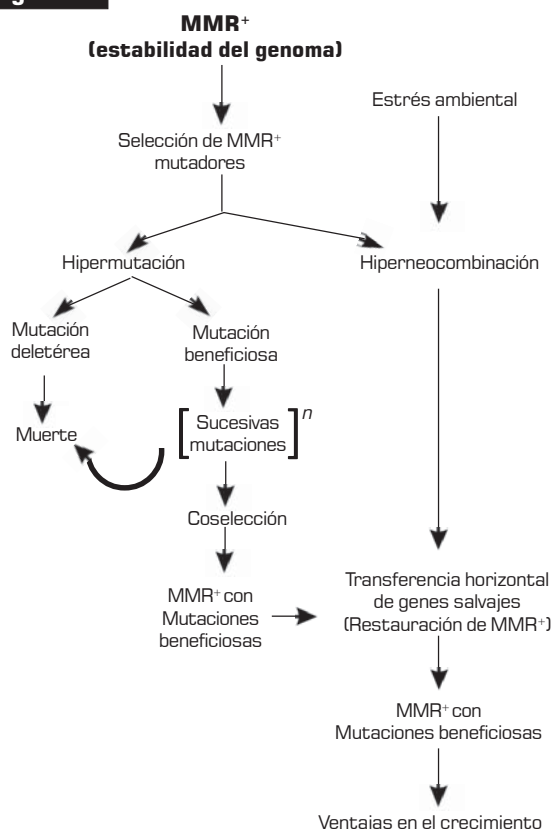 MMR⁺
(estabilidad del genoma)
Estrés ambiental
Selección de MMR⁺
mutadores
Hipermutación
Hiperneocombinación
Mutación
deletérea
Mutación
beneficiosa
Muerte
[Sucesivas
mutaciones]ⁿ
Coselección
MMR⁺ con
Mutaciones
beneficiosas
Transferencia horizontal
de genes salvajes
(Restauración de MMR⁺)
MMR⁺ con
Mutaciones beneficiosas
Ventajas en el crecimiento